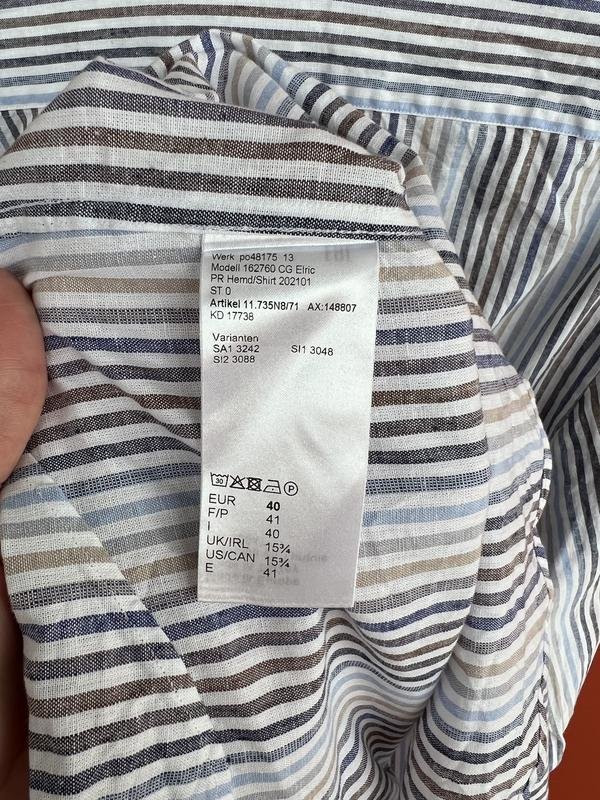 Werk po48175 13
Modell 162760 CG Elric
PR Hemd/Shirt 202101
ST 0
Artikel 11.735N8/71 AX:148807
KD 17738
Varianten
SA1 3242 SI1 3048
SI2 3088
30 P
EUR 40
F/P 41
I 40
UK/IRL 15¾
US/CAN 15¾
E 41